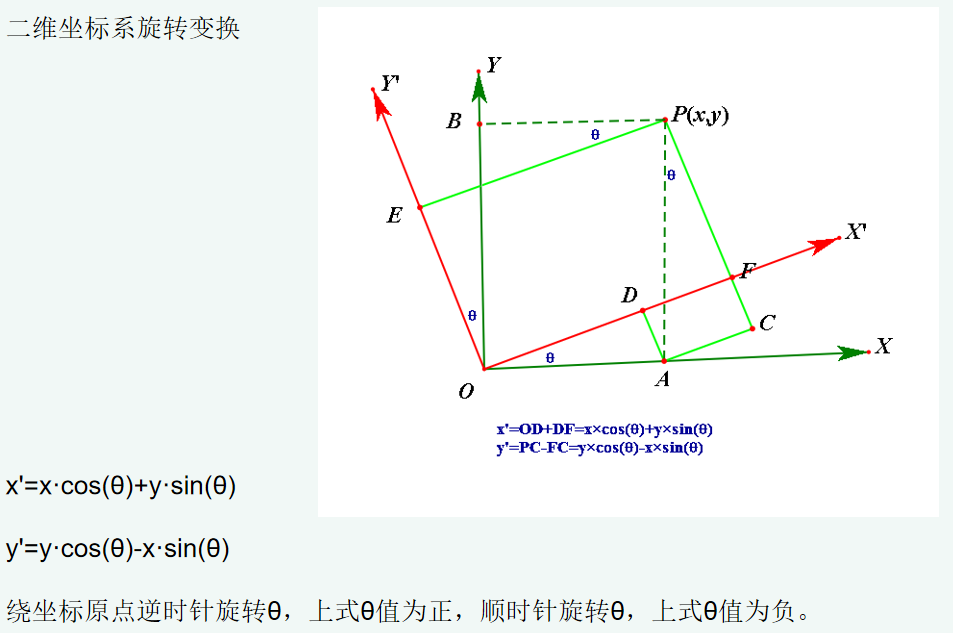 二维坐标系旋转变换
Y
Y'
B
P(x,y)
θ
θ
E
X'
F
D
θ
C
θ
X
O
A
x'=OD+DF=x×cos(θ)+y×sin(θ)
y'=PC-FC=y×cos(θ)-x×sin(θ)
x'=x·cos(θ)+y·sin(θ)
y'=y·cos(θ)-x·sin(θ)
绕坐标原点逆时针旋转θ，上式θ值为正，顺时针旋转θ，上式θ值为负。